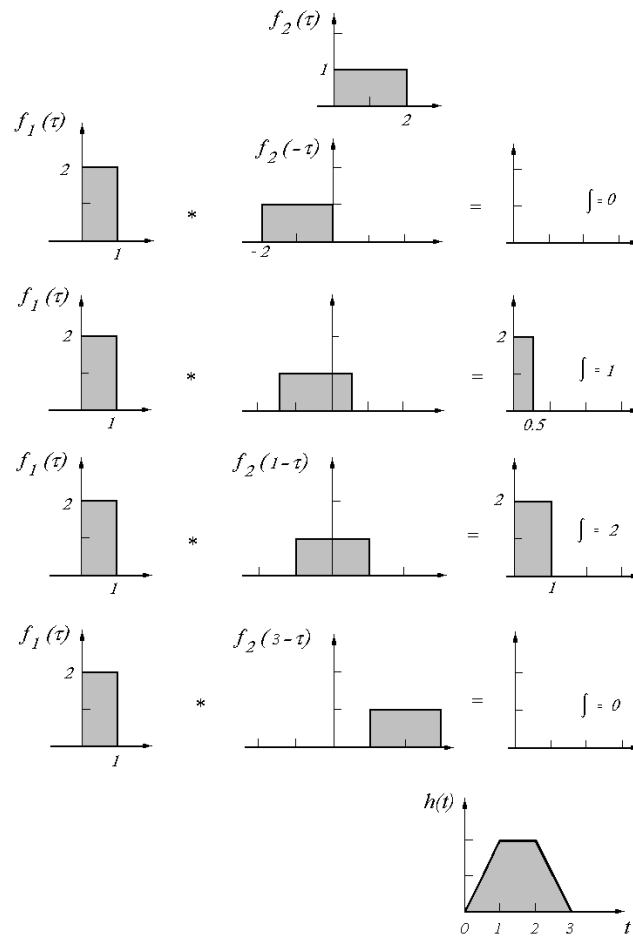 f₂(τ)
1
2
f₁(τ)
2
1
*
f₂(-τ)
-2
=
∫=0
f₁(τ)
2
1
*
=
2
0.5
∫=1
f₁(τ)
2
1
*
f₂(1-τ)
=
2
1
∫=2
f₁(τ)
2
1
*
f₂(3-τ)
=
∫=0
h(t)
0 1 2 3 t